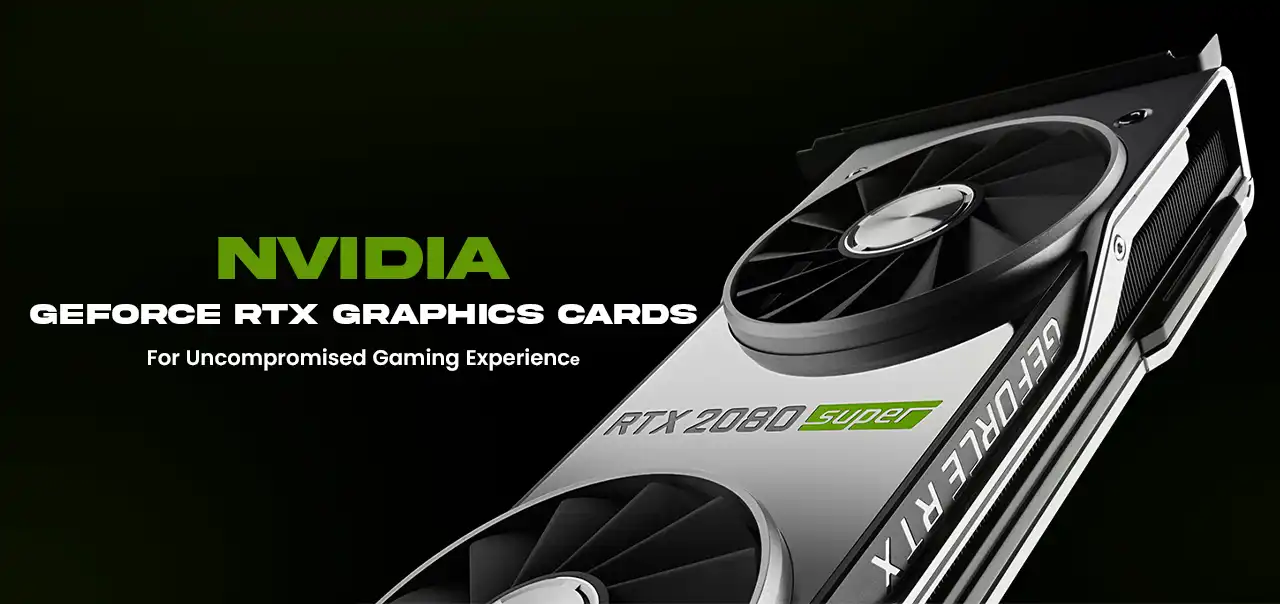 NVIDIA
GEFORCE RTX GRAPHICS CARDS
For Uncompromised Gaming Experience
RTX 2080 SUPER
GEFORCE RTX